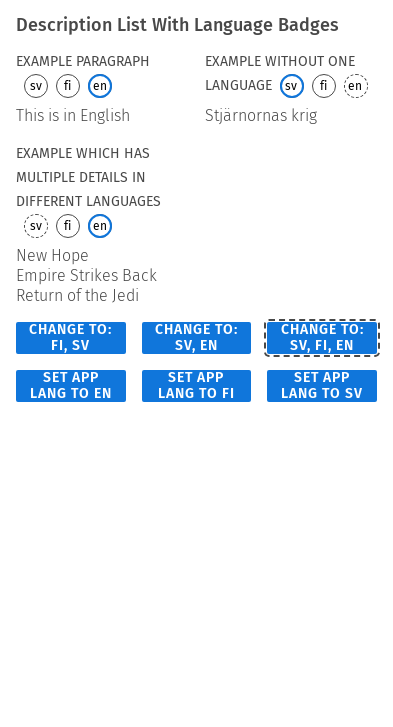 Description List With Language Badges
EXAMPLE PARAGRAPH
sv fi en
This is in English
EXAMPLE WITHOUT ONE
LANGUAGE sv fi en
Stjärnornas krig
EXAMPLE WHICH HAS
MULTIPLE DETAILS IN
DIFFERENT LANGUAGES
sv fi en
New Hope
Empire Strikes Back
Return of the Jedi
CHANGE TO:
FI, SV
CHANGE TO:
SV, EN
CHANGE TO:
SV, FI, EN
SET APP
LANG TO EN
SET APP
LANG TO FI
SET APP
LANG TO SV